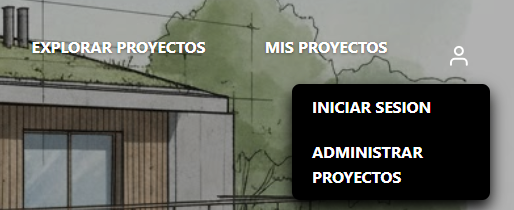 EXPLORAR PROYECTOS
MIS PROYECTOS
INICIAR SESION
ADMINISTRAR
PROYECTOS